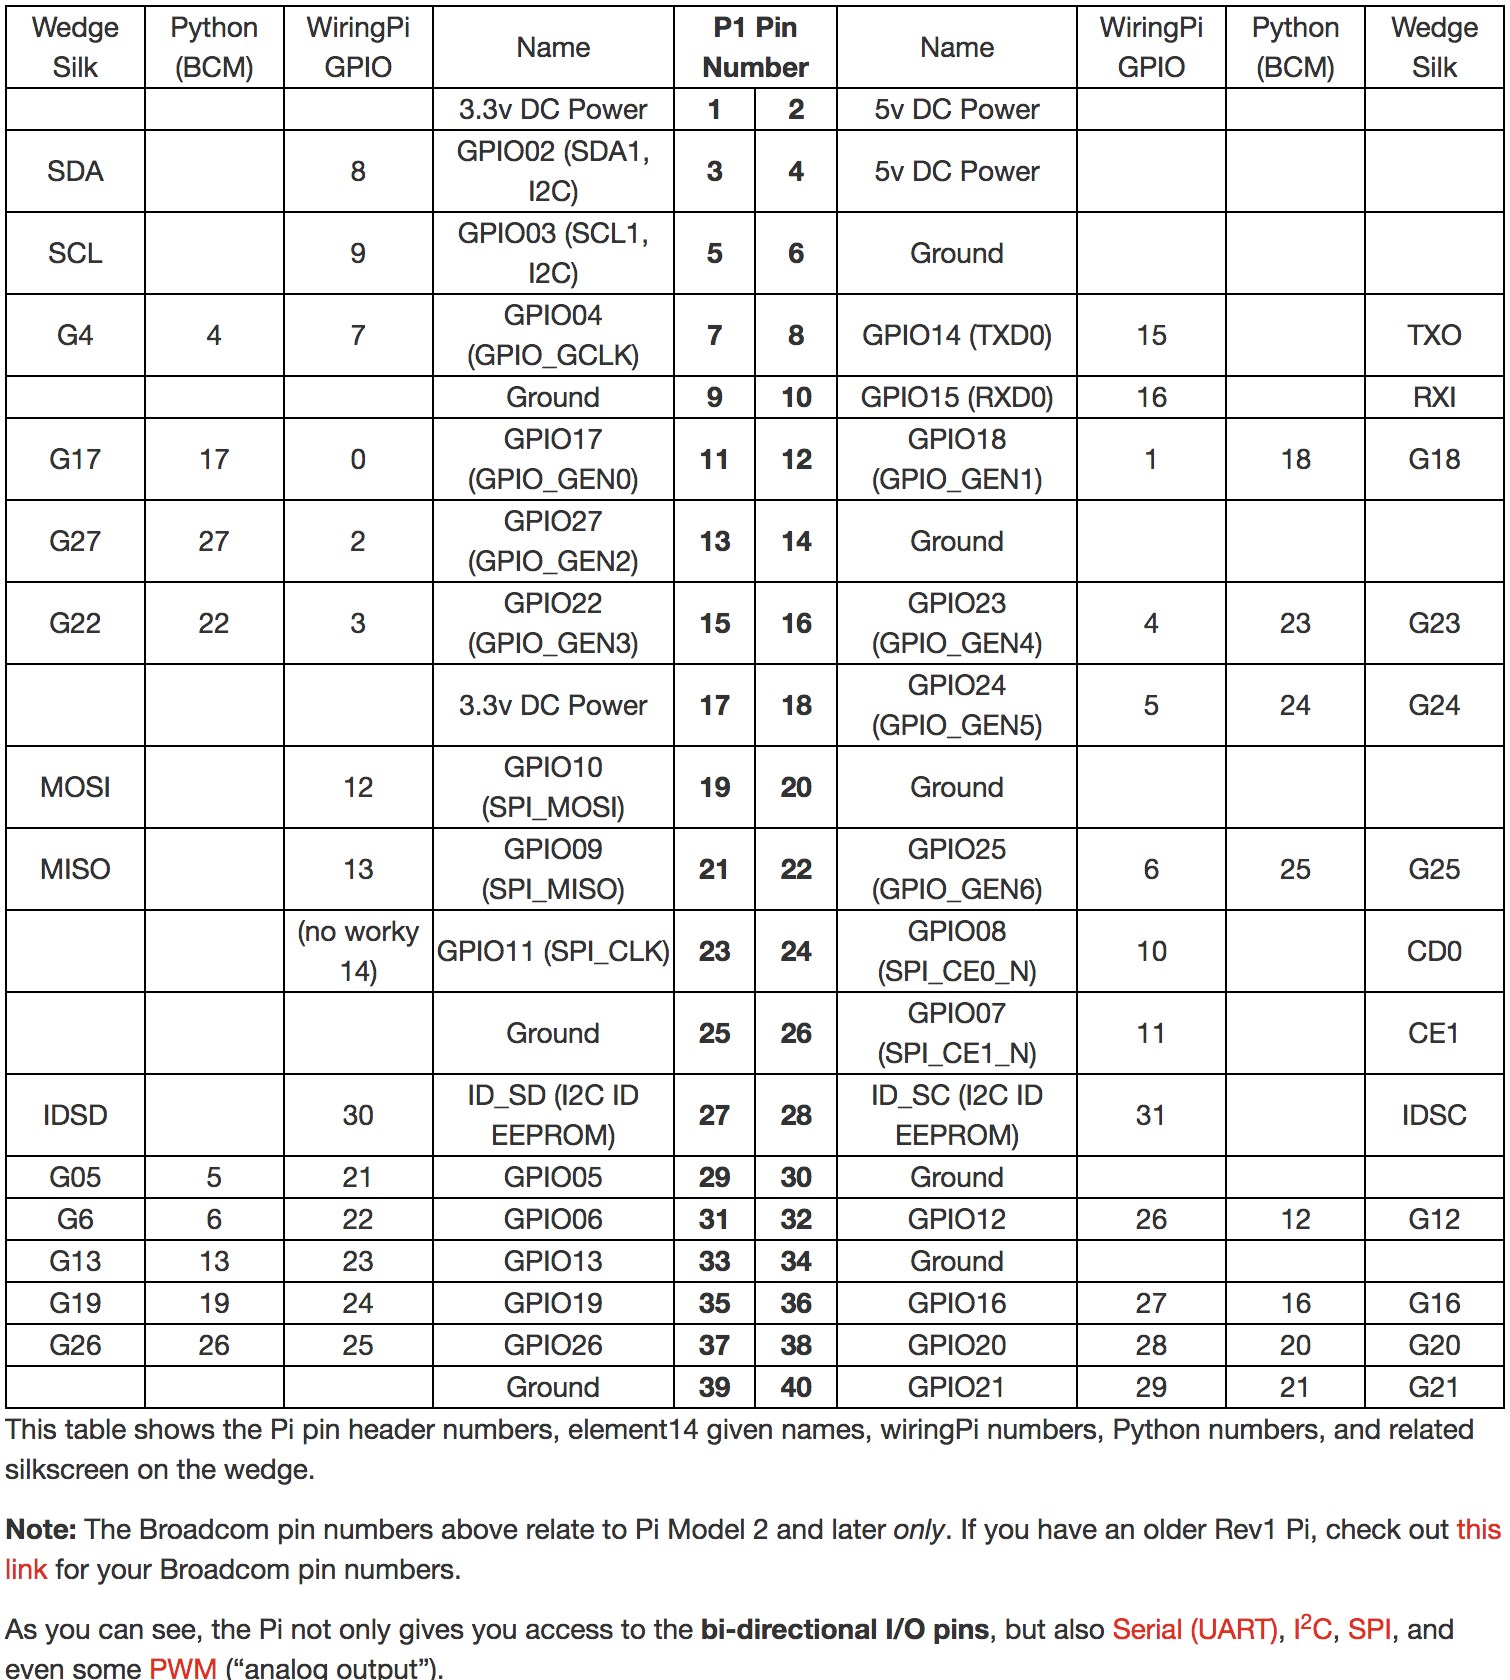 Wedge Silk Python (BCM) WiringPi GPIO Name P1 Pin Number Name WiringPi GPIO Python (BCM) Wedge Silk
3.3v DC Power 1 2 5v DC Power
SDA 8 GPIO02 (SDA1, I2C) 3 4 5v DC Power
SCL 9 GPIO03 (SCL1, I2C) 5 6 Ground
G4 4 7 GPIO04 (GPIO_GCLK) 7 8 GPIO14 (TXD0) 15 TXO
Ground 9 10 GPIO15 (RXD0) 16 RXI
G17 17 0 GPIO17 (GPIO_GEN0) 11 12 GPIO18 (GPIO_GEN1) 1 18 G18
G27 27 2 GPIO27 (GPIO_GEN2) 13 14 Ground
G22 22 3 GPIO22 (GPIO_GEN3) 15 16 GPIO23 (GPIO_GEN4) 4 23 G23
3.3v DC Power 17 18 GPIO24 (GPIO_GEN5) 5 24 G24
MOSI 12 GPIO10 (SPI_MOSI) 19 20 Ground
MISO 13 GPIO09 (SPI_MISO) 21 22 GPIO25 (GPIO_GEN6) 6 25 G25
(no worky 14) GPIO11 (SPI_CLK) 23 24 GPIO08 (SPI_CE0_N) 10 CD0
Ground 25 26 GPIO07 (SPI_CE1_N) 11 CE1
IDSD 30 ID_SD (I2C ID EEPROM) 27 28 ID_SC (I2C ID EEPROM) 31 IDSC
G05 5 21 GPIO05 29 30 Ground
G6 6 22 GPIO06 31 32 GPIO12 26 12 G12
G13 13 23 GPIO13 33 34 Ground
G19 19 24 GPIO19 35 36 GPIO16 27 16 G16
G26 26 25 GPIO26 37 38 GPIO20 28 20 G20
Ground 39 40 GPIO21 29 21 G21
This table shows the Pi pin header numbers, element14 given names, wiringPi numbers, Python numbers, and related
silkscreen on the wedge.
Note: The Broadcom pin numbers above relate to Pi Model 2 and later only. If you have an older Rev1 Pi, check out this
link for your Broadcom pin numbers.
As you can see, the Pi not only gives you access to the bi-directional I/O pins, but also Serial (UART), I²C, SPI, and
even some PWM (“analog output”).